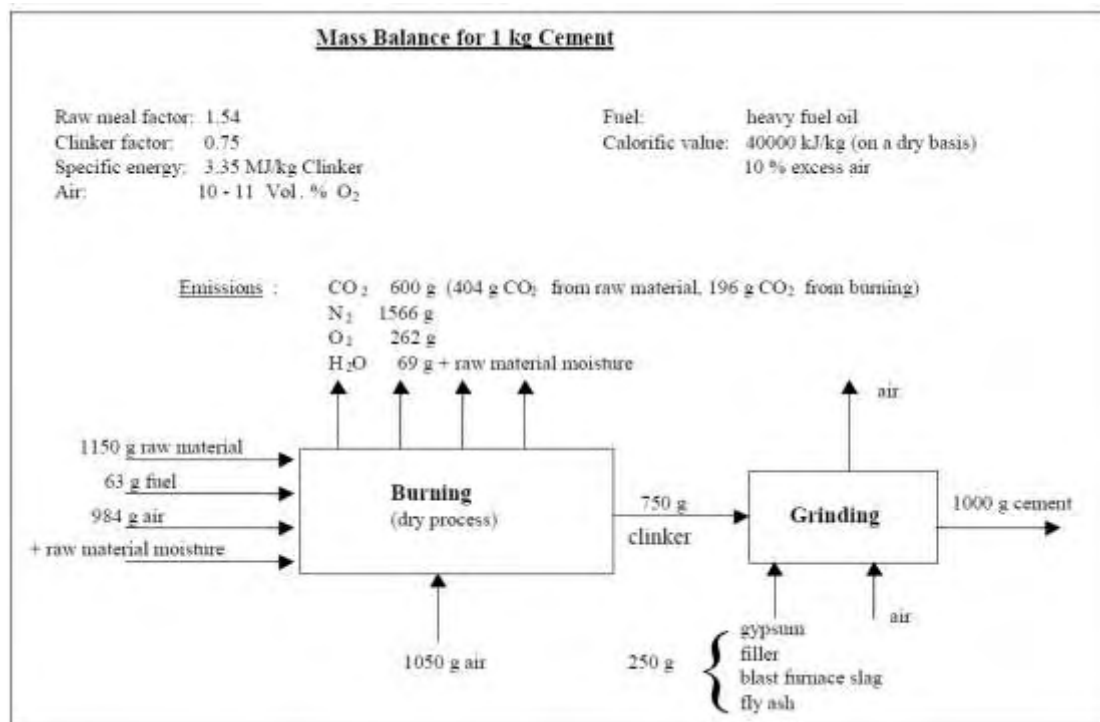 Mass Balance for 1 kg Cement
Raw meal factor: 1.54
Clinker factor: 0.75
Specific energy: 3.35 MJ/kg Clinker
Air: 10 - 11 Vol. % O₂
Fuel: heavy fuel oil
Calorific value: 40000 kJ/kg (on a dry basis)
10 % excess air
Emissions :
CO₂ 600 g (404 g CO₂ from raw material, 196 g CO₂ from burning)
N₂ 1566 g
O₂ 262 g
H₂O 69 g + raw material moisture
air
1150 g raw material
63 g fuel
984 g air
+ raw material moisture
Burning
(dry process)
750 g
clinker
Grinding
1000 g cement
1050 g air
250 g
gypsum
filler
blast furnace slag
fly ash
air